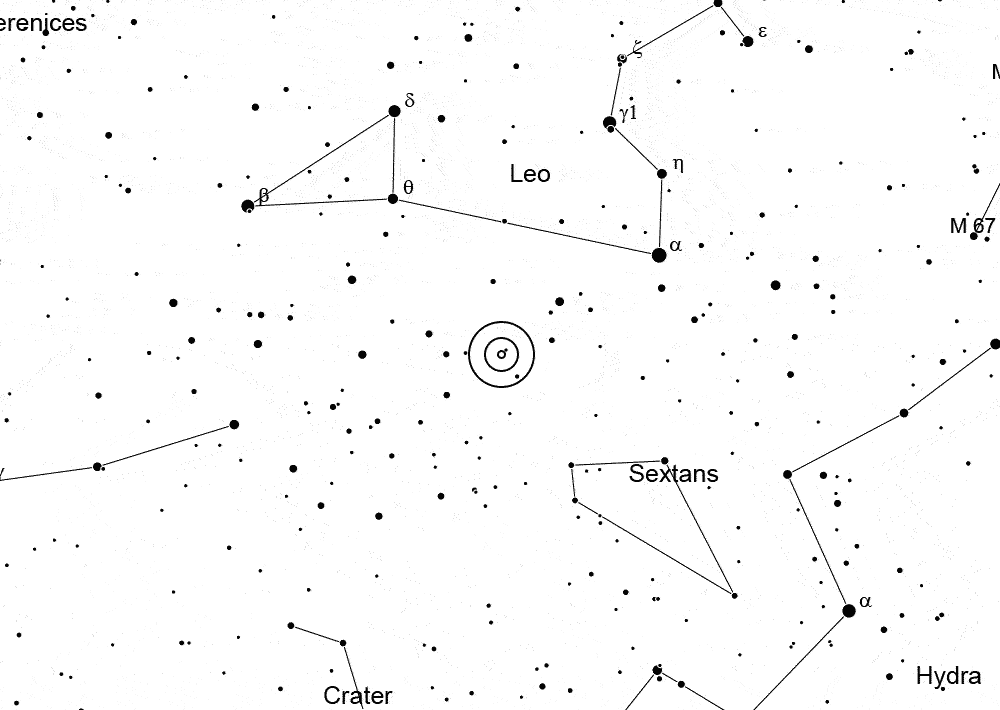 erenices
ε
ζ
M
δ
γ1
Leo
η
β
θ
M 67
α
Sextans
α
Hydra
Crater